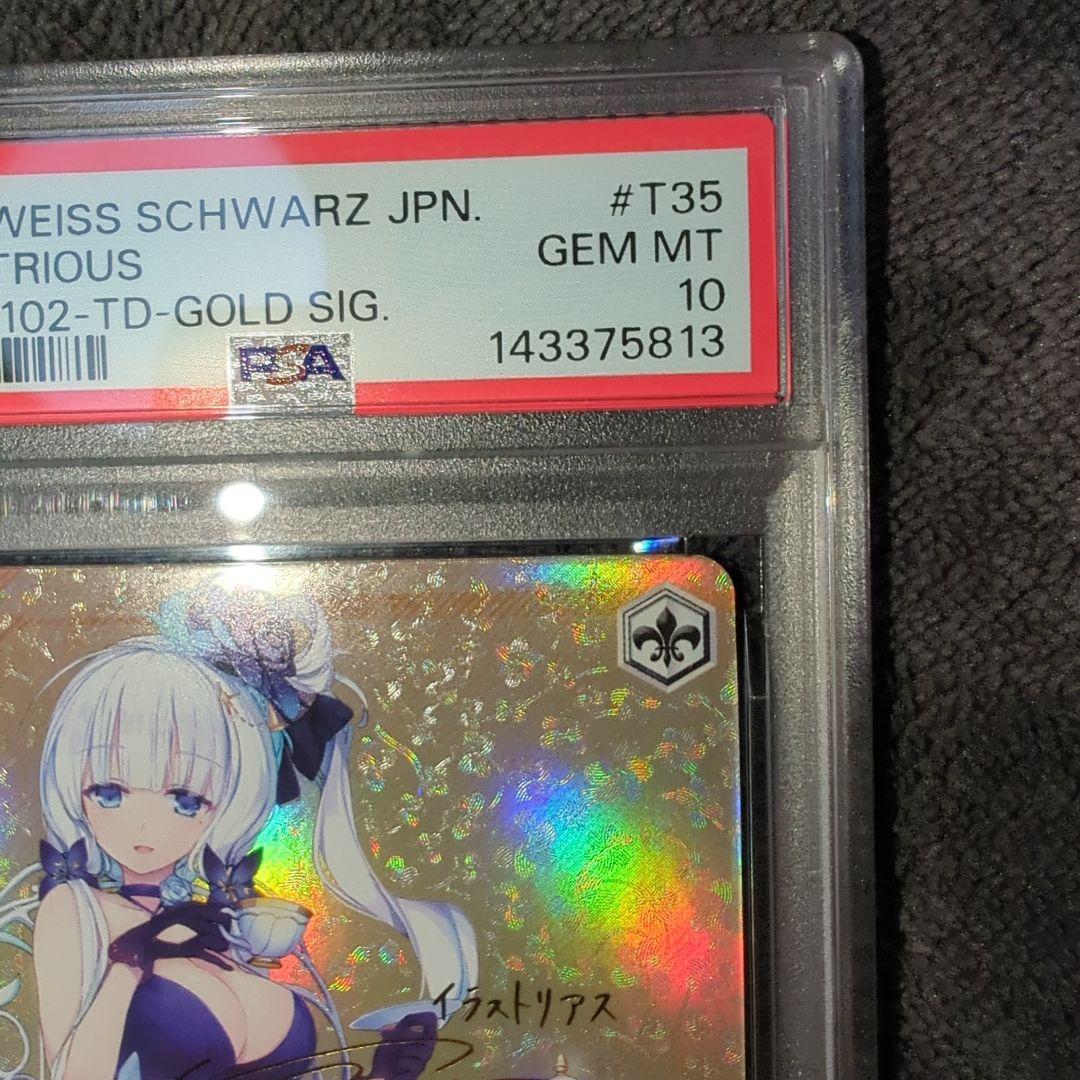 WEISS SCHWARZ JPN. #T35
TRIOUS GEM MT
102-TD-GOLD SIG. 10
PSA 143375813
イラストリアス